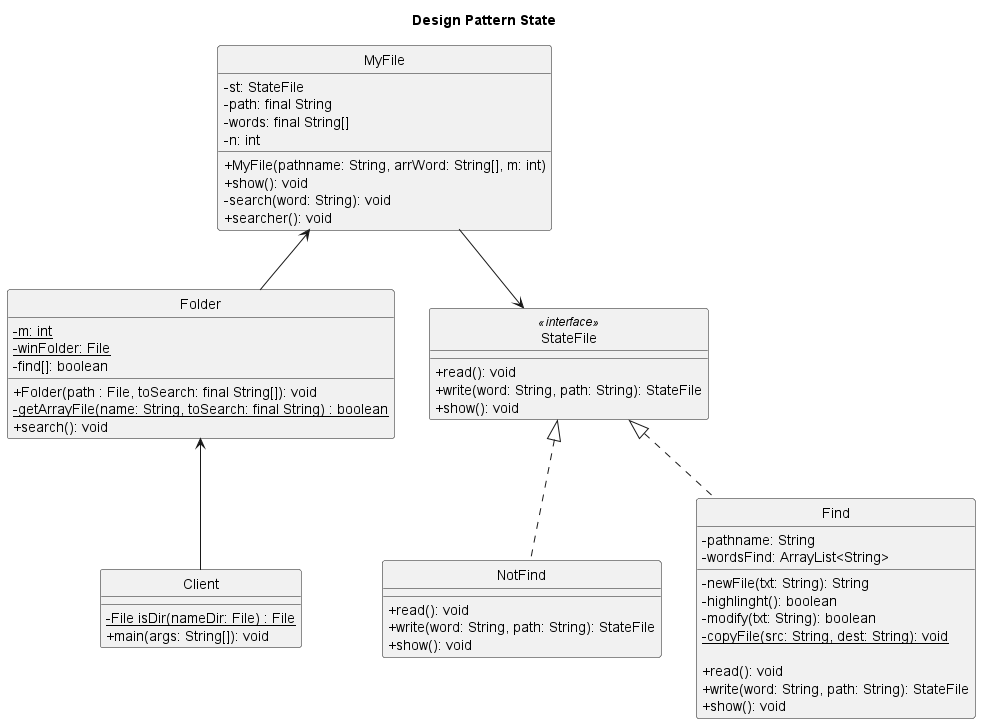 Design Pattern State
MyFile
-st: StateFile
-path: final String
-words: final String[]
-n: int
+MyFile(pathname: String, arrWord: String[], m: int)
+show(): void
-search(word: String): void
+searcher(): void
Folder
-m: int
-winFolder: File
-find[]: boolean
+Folder(path : File, toSearch: final String[]): void
-getArrayFile(name: String, toSearch: final String) : boolean
+search(): void
«interface»
StateFile
+read(): void
+write(word: String, path: String): StateFile
+show(): void
Client
-File isDir(nameDir: File) : File
+main(args: String[]): void
NotFind
+read(): void
+write(word: String, path: String): StateFile
+show(): void
Find
-pathname: String
-wordsFind: ArrayList<String>
-newFile(txt: String): String
-highlinght(): boolean
-modify(txt: String): boolean
-copyFile(src: String, dest: String): void
+read(): void
+write(word: String, path: String): StateFile
+show(): void